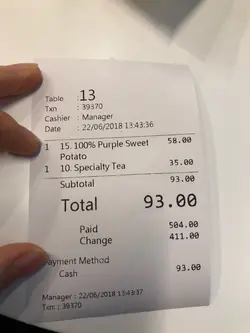 Table :13
Txn : 39370
Cashier : Manager
Date : 22/06/2018 13:43:36
1 15. 100% Purple Sweet 58.00
Potato
1 10. Specialty Tea 35.00
Subtotal 93.00
Total 93.00
Paid 504.00
Change 411.00
Payment Method
Cash 93.00
Manager : 22/06/2018 13:43:37
Txn: : 39370